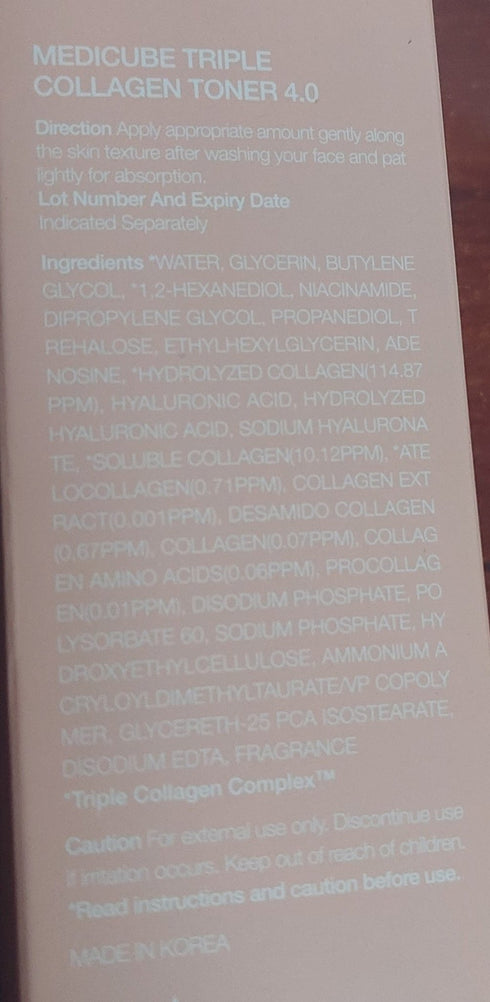 MEDICUBE TRIPLE
COLLAGEN TONER 4.0
Direction Apply appropriate amount gently along
the skin texture after washing your face and pat
lightly for absorption.
Lot Number And Expiry Date
Indicated Separately
Ingredients *WATER, GLYCERIN, BUTYLENE
GLYCOL, *1,2-HEXANEDIOL, NIACINAMIDE,
DIPROPYLENE GLYCOL, PROPANEDIOL, T
REHALOSE, ETHYLHEXYLGLYCERIN, ADE
NOSINE, *HYDROLYZED COLLAGEN(114.87
PPM), HYALURONIC ACID, HYDROLYZED
HYALURONIC ACID, SODIUM HYALURONA
TE, *SOLUBLE COLLAGEN(10.12PPM), *ATE
LOCOLLAGEN(0.71PPM), COLLAGEN EXT
RACT(0.001PPM), DESAMIDO COLLAGEN
(0.67PPM), COLLAGEN(0.07PPM), COLLAG
EN AMINO ACIDS(0.06PPM), PROCOLLAG
EN(0.01PPM), DISODIUM PHOSPHATE, PO
LYSORBATE 60, SODIUM PHOSPHATE, HY
DROXYETHYLCELLULOSE, AMMONIUM A
CRYLOYLDIMETHYLTAURATE/VP COPOLY
MER, GLYCERETH-25 PCA ISOSTEARATE,
DISODIUM EDTA, FRAGRANCE
*Triple Collagen Complex™
Caution For external use only. Discontinue use
if irritation occurs. Keep out of reach of children.
*Read instructions and caution before use.
MADE IN KOREA